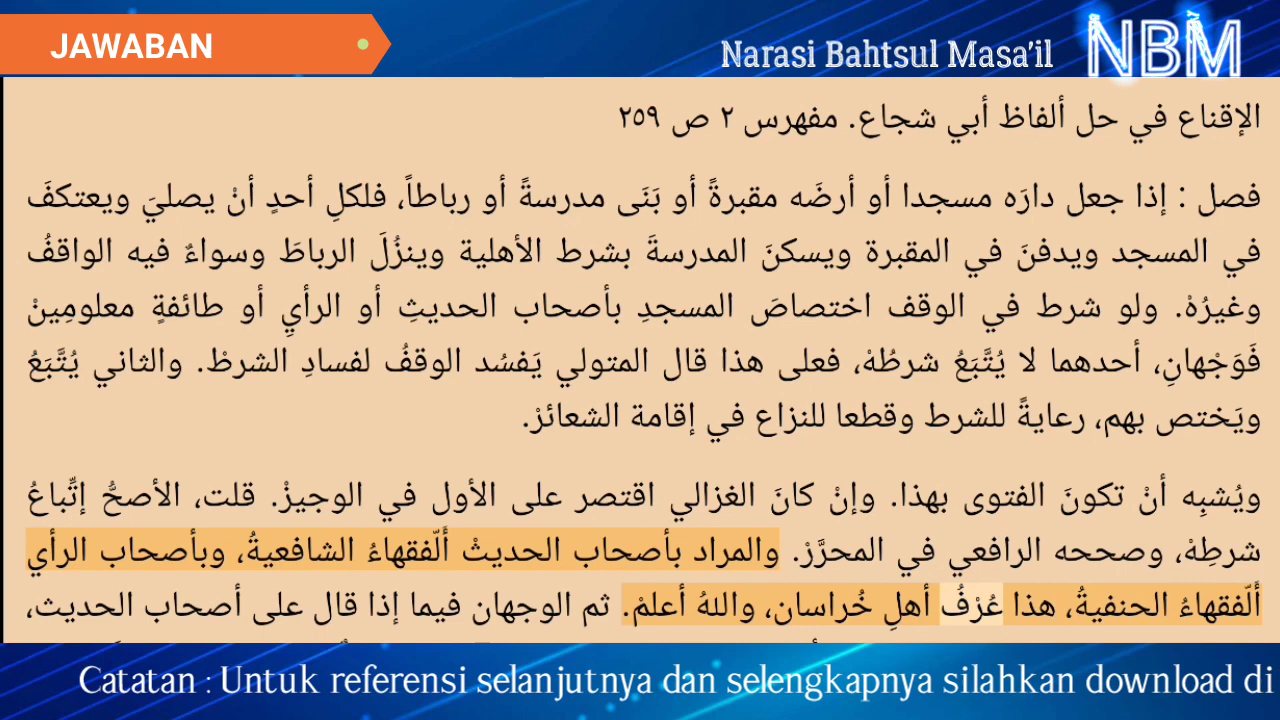 JAWABAN
Narasi Bahtsul Masa'il
NBM
الإقناع في حل ألفاظ أبي شجاع. مفهرس ٢ ص ٢٥٩
فصل : إذا جعل دارَه مسجدا أو أرضَه مقبرةً أو بَنَى مدرسةً أو رباطاً، فلكلِ أحدٍ أنْ يصليَ ويعتكفَ
في المسجد ويدفنَ في المقبرة ويسكنَ المدرسةَ بشرط الأهلية وينزُلَ الرباطَ وسواءٌ فيه الواقفُ
وغيرُهْ. ولو شرط في الوقف اختصاصَ المسجدِ بأصحاب الحديثِ أو الرأيِ أو طائفةٍ معلومِينْ
فَوَجْهانِ، أحدهما لا يُتَّبَعُ شرطُهْ، فعلى هذا قال المتولي يَفسُد الوقفُ لفسادِ الشرطْ. والثاني يُتَّبَعُ
ويَختص بهم، رعايةً للشرط وقطعا للنزاع في إقامة الشعائرْ.
ويُشبِه أنْ تكونَ الفتوى بهذا. وإنْ كانَ الغزالي اقتصر على الأول في الوجيزْ. قلت، الأصحُّ إتِّباعُ
شرطِهْ، وصححه الرافعي في المحرَّرْ. والمراد بأصحاب الحديثْ أَلّفقهاءُ الشافعيةُ، وبأصحاب الرأي
أَلّفقهاءُ الحنفيةُ، هذا عُرْفُ أهلِ خُراسان، واللهُ أعلمْ. ثم الوجهان فيما إذا قال على أصحاب الحديث،
Catatan : Untuk referensi selanjutnya dan selengkapnya silahkan download di